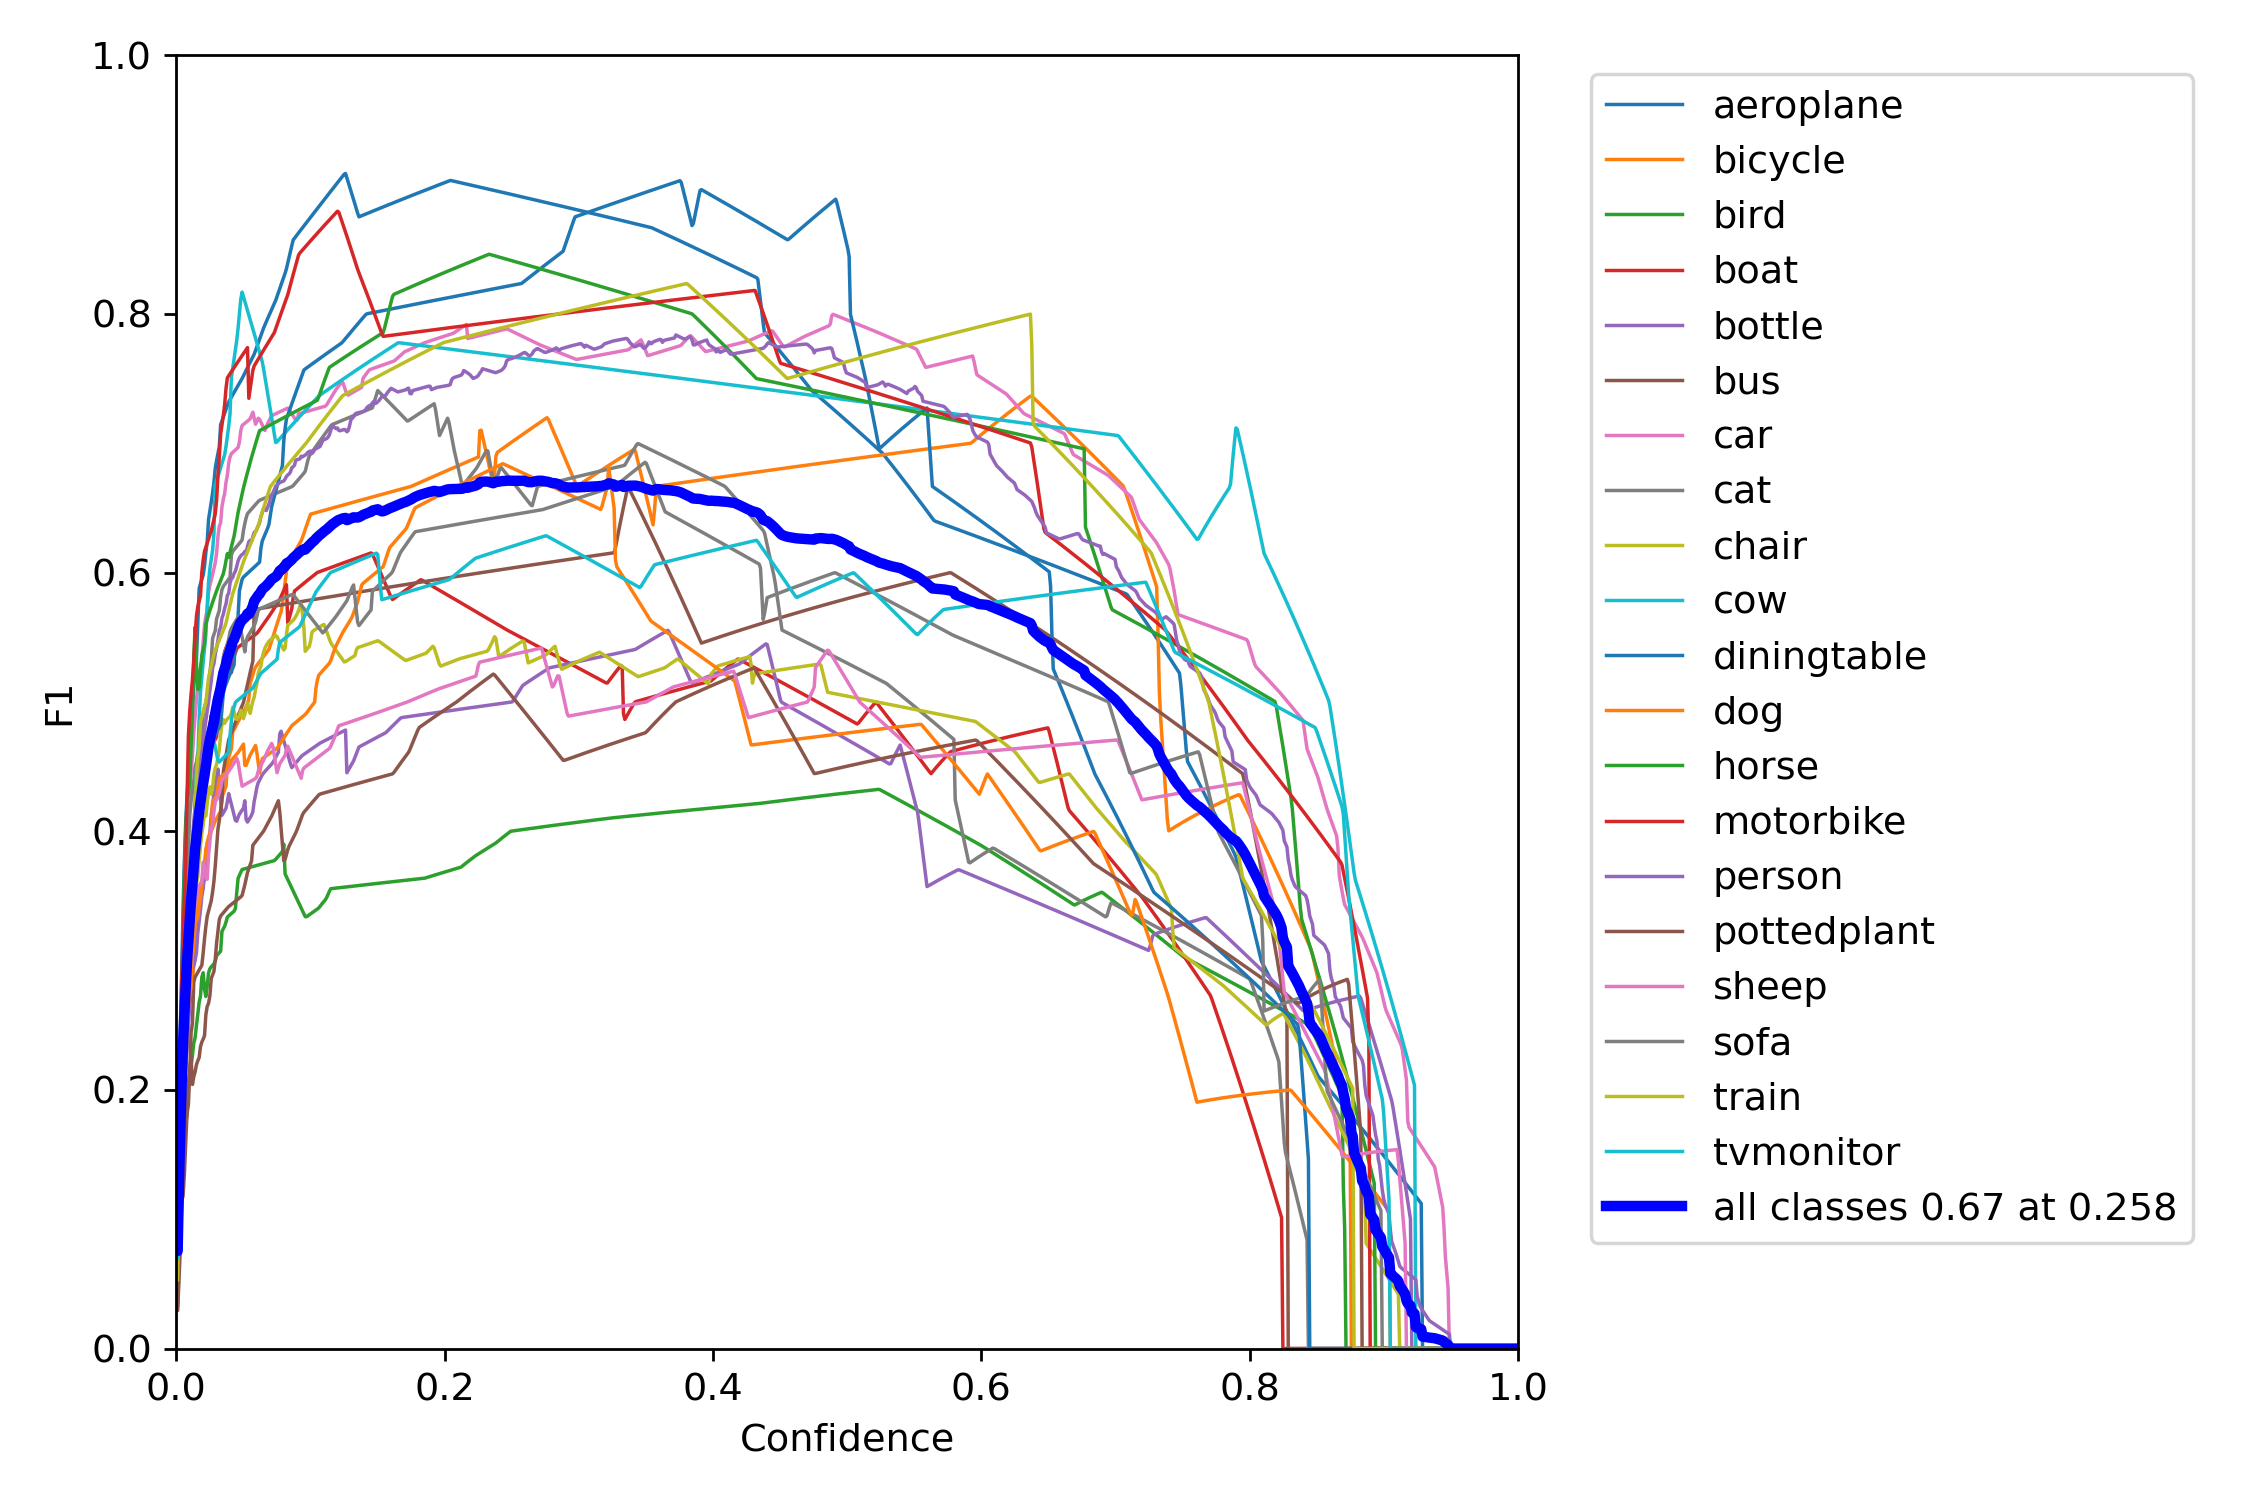 1.0
0.8
0.6
0.4
0.2
0.0
F1
0.0 0.2 0.4 0.6 0.8 1.0
Confidence
aeroplane
bicycle
bird
boat
bottle
bus
car
cat
chair
cow
diningtable
dog
horse
motorbike
person
pottedplant
sheep
sofa
train
tvmonitor
all classes 0.67 at 0.258